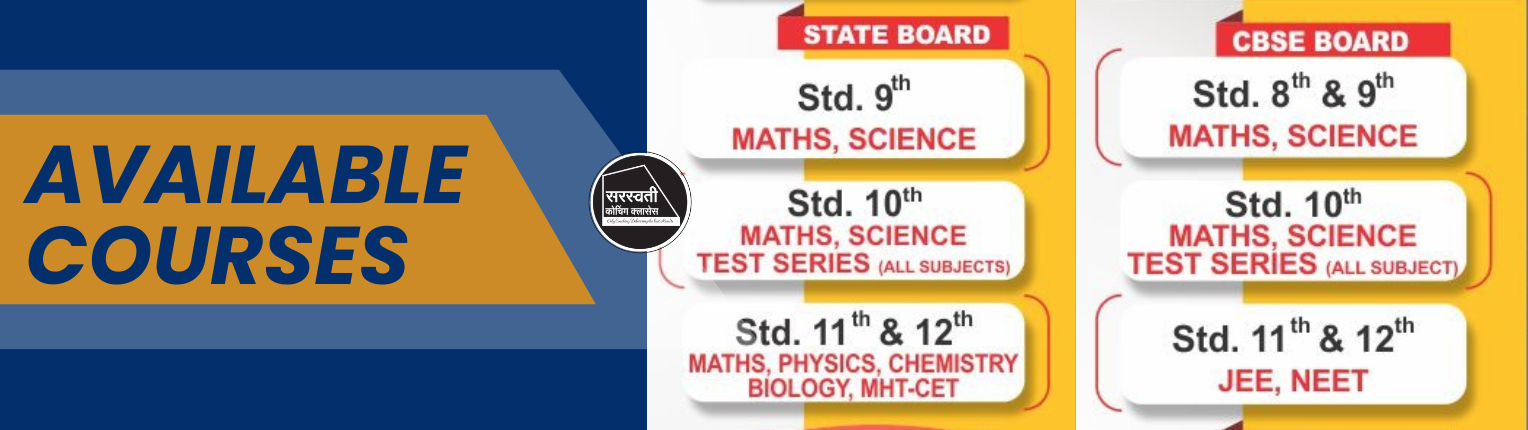 AVAILABLE
COURSES
सरस्वती
कोचिंग क्लासेस
STATE BOARD
Std. 9th
MATHS, SCIENCE
Std. 10th
MATHS, SCIENCE
TEST SERIES (ALL SUBJECTS)
Std. 11th & 12th
MATHS, PHYSICS, CHEMISTRY
BIOLOGY, MHT-CET
CBSE BOARD
Std. 8th & 9th
MATHS, SCIENCE
Std. 10th
MATHS, SCIENCE
TEST SERIES (ALL SUBJECT)
Std. 11th & 12th
JEE, NEET